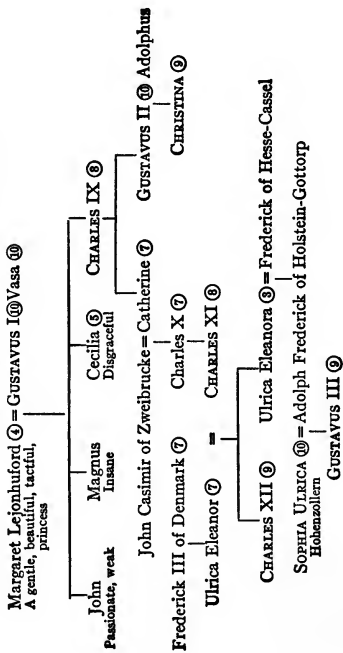 Margaret Lejonhuford ④ = GUSTAVUS I ⑩ Vasa ⑩
A gentle, beautiful, tactful,
princess
John
Passionate, weak
Magnus
Insane
Cecilia ⑤
Disgraceful
CHARLES IX ⑧
John Casimir of Zweibrucke = Catherine ⑦
GUSTAVUS II ⑩ Adolphus
Frederick III of Denmark ⑦
Charles X ⑦
CHRISTINA ⑨
Ulrica Eleanor ⑦ = CHARLES XI ⑧
CHARLES XII ⑨
Ulrica Eleanora ③ = Frederick of Hesse-Cassel
SOPHIA ULRICA ⑩ = Adolph Frederick of Holstein-Gottorp
Hohenzollern
GUSTAVUS III ⑨